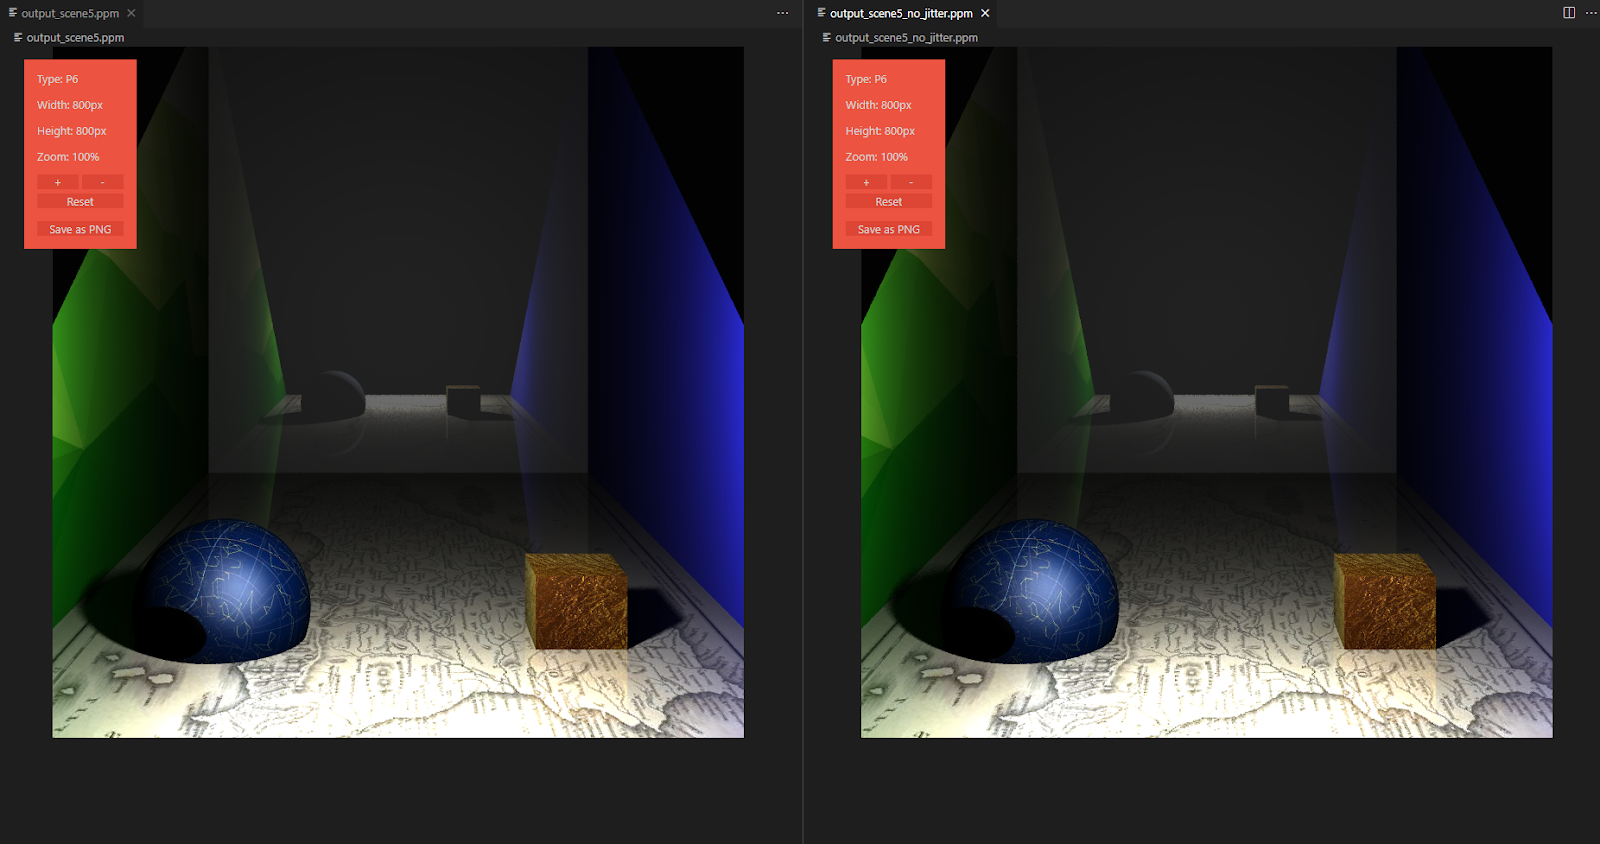 output_scene5.ppm
output_scene5.ppm
Type: P6
Width: 800px
Height: 800px
Zoom: 100%
+ -
Reset
Save as PNG
output_scene5_no_jitter.ppm
output_scene5_no_jitter.ppm
Type: P6
Width: 800px
Height: 800px
Zoom: 100%
+ -
Reset
Save as PNG